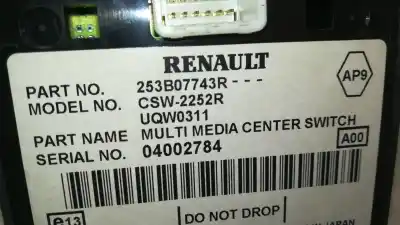 RENAULT
PART NO. 253B07743R---
AP9
MODEL NO. CSW-2252R
UQW0311
PART NAME MULTI MEDIA CENTER SWITCH
SERIAL NO. 04002784
A00
e13
DO NOT DROP
JAPAN